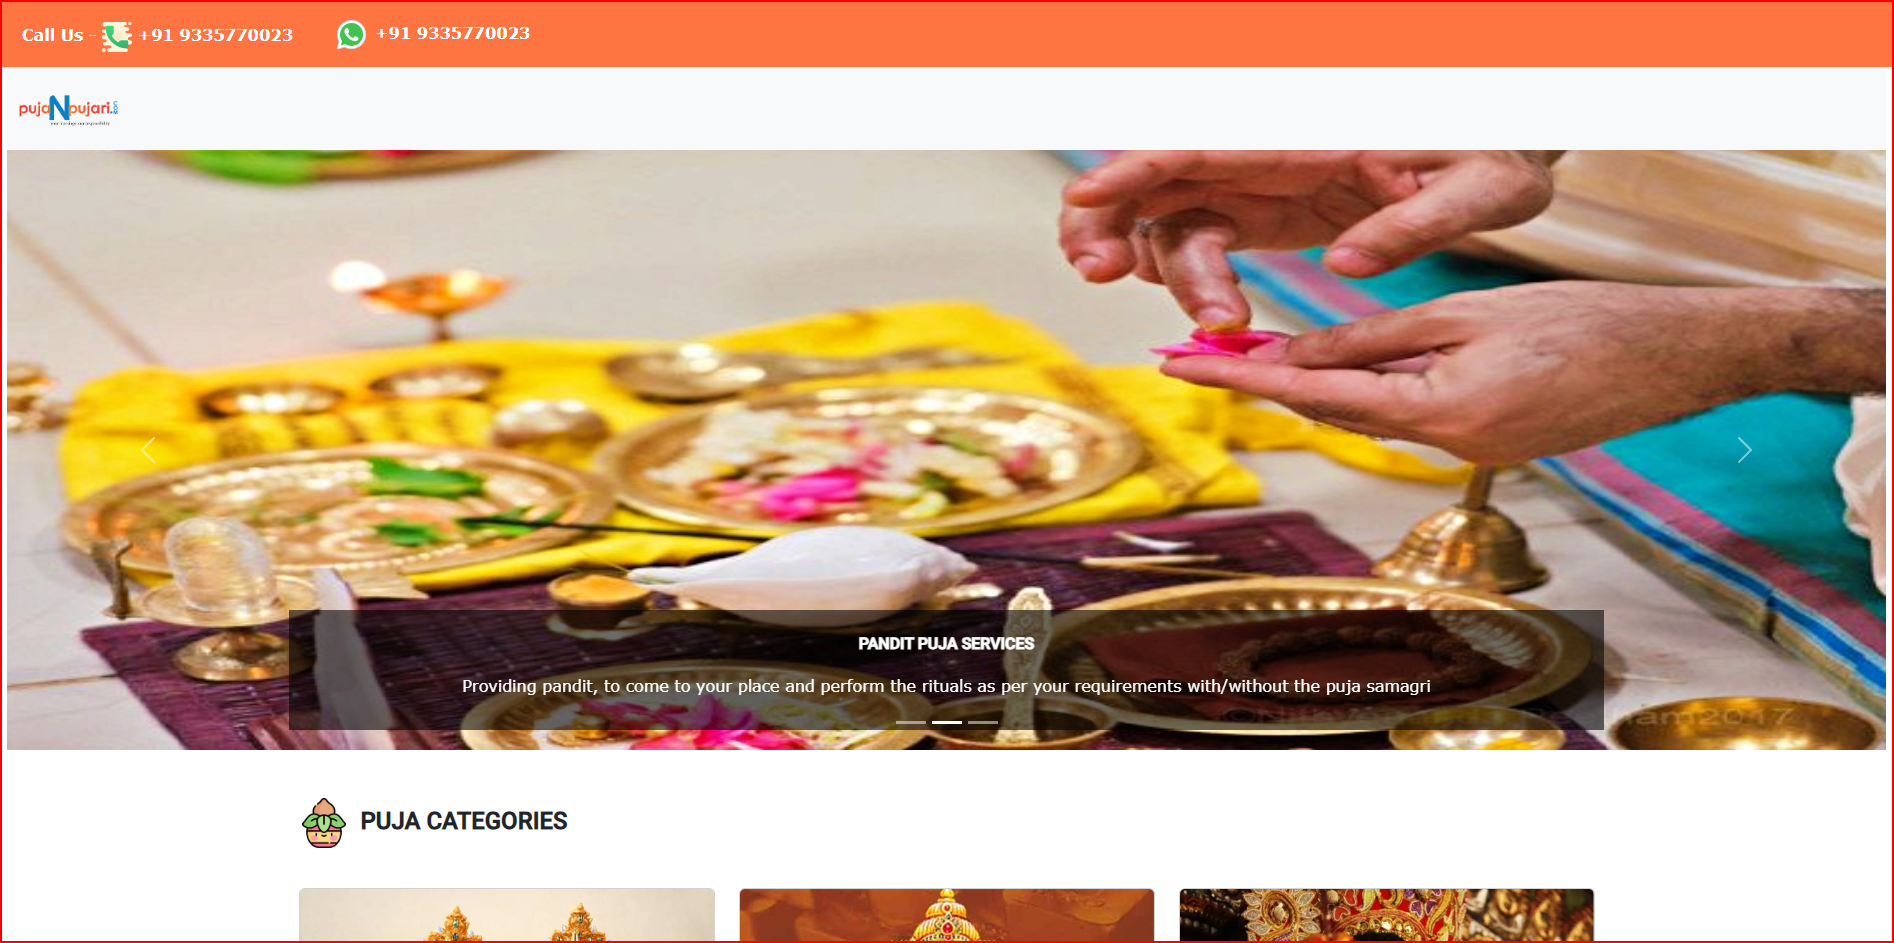 Call Us - +91 9335770023
+91 9335770023
pujaNpujari.com
PANDIT PUJA SERVICES
Providing pandit, to come to your place and perform the rituals as per your requirements with/without the puja samagri
PUJA CATEGORIES